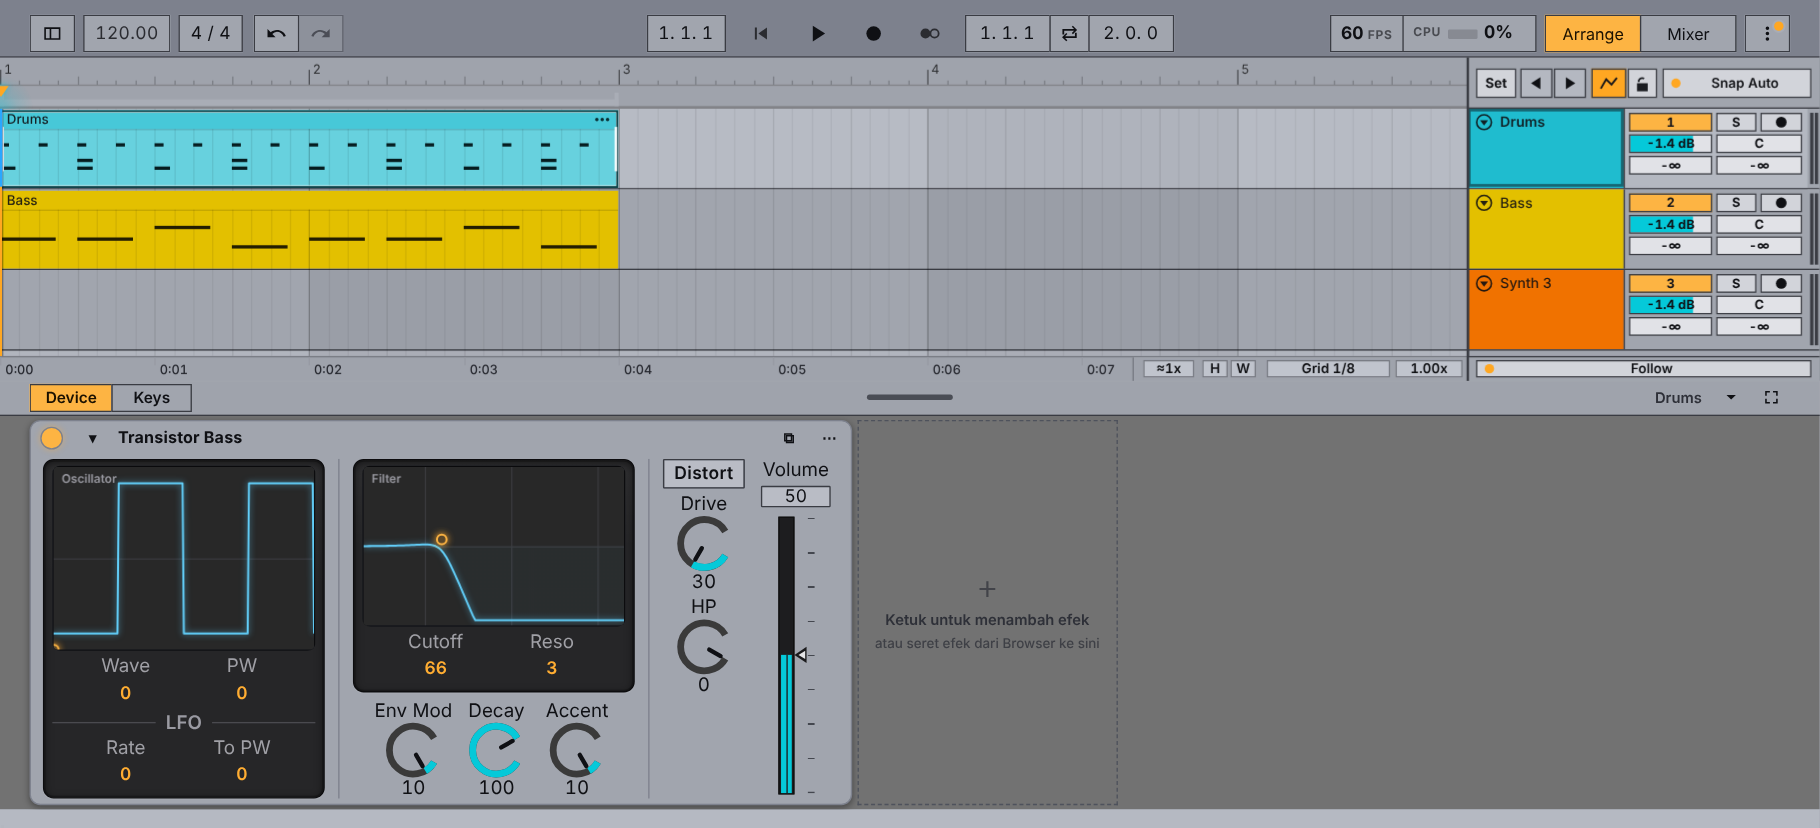 120.00
4 / 4
1. 1. 1
1. 1. 1
2. 0. 0
60 FPS
CPU 0%
Arrange
Mixer
1
2
3
4
5
Set
Snap Auto
Drums
Drums
1
S
-1.4 dB
C
-∞
-∞
Bass
Bass
2
S
-1.4 dB
C
-∞
-∞
Synth 3
3
S
-1.4 dB
C
-∞
-∞
0:00
0:01
0:02
0:03
0:04
0:05
0:06
0:07
≈1x
H
W
Grid 1/8
1.00x
Follow
Device
Keys
Drums
Transistor Bass
Oscillator
Wave
PW
0
0
LFO
Rate
To PW
0
0
Filter
Cutoff
Reso
66
3
Env Mod
Decay
Accent
10
100
10
Distort
Drive
30
HP
0
Volume
50
Ketuk untuk menambah efek
atau seret efek dari Browser ke sini